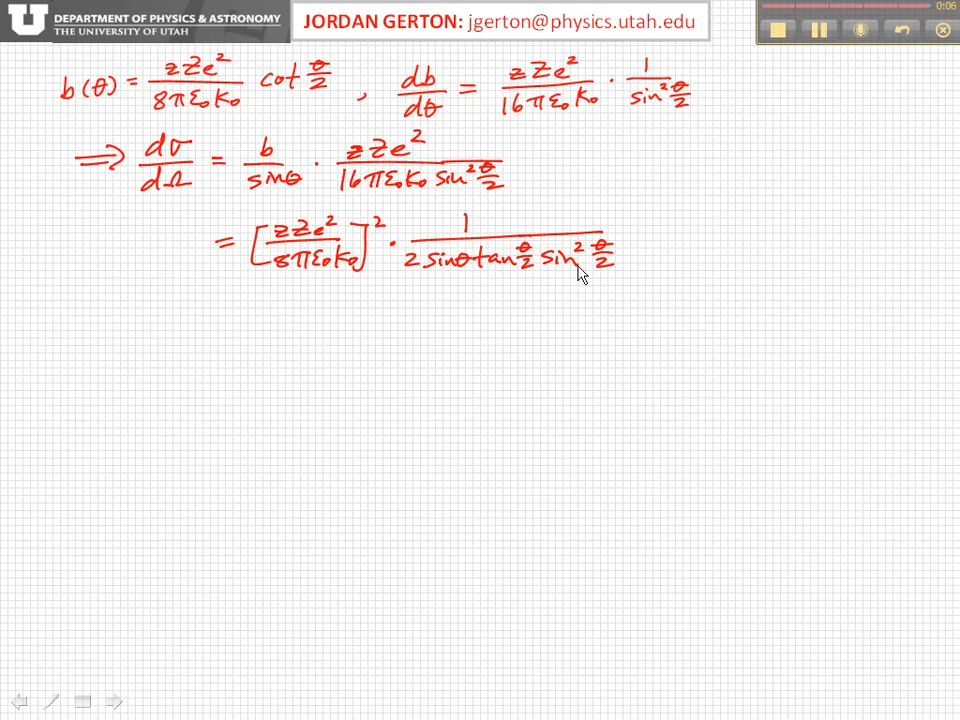 U DEPARTMENT OF PHYSICS & ASTRONOMY
THE UNIVERSITY OF UTAH
JORDAN GERTON: jgerton@physics.utah.edu
0:06
b(θ) = zZe² / 8πε₀K₀ cot θ/2 , db/dθ = zZe² / 16πε₀K₀ · 1 / sin² θ/2
⟹ dσ/dΩ = b / sinθ · zZe² / 16πε₀K₀ sin² θ/2
= [zZe² / 8πε₀K₀]² · 1 / 2 sinθ tan θ/2 sin² θ/2